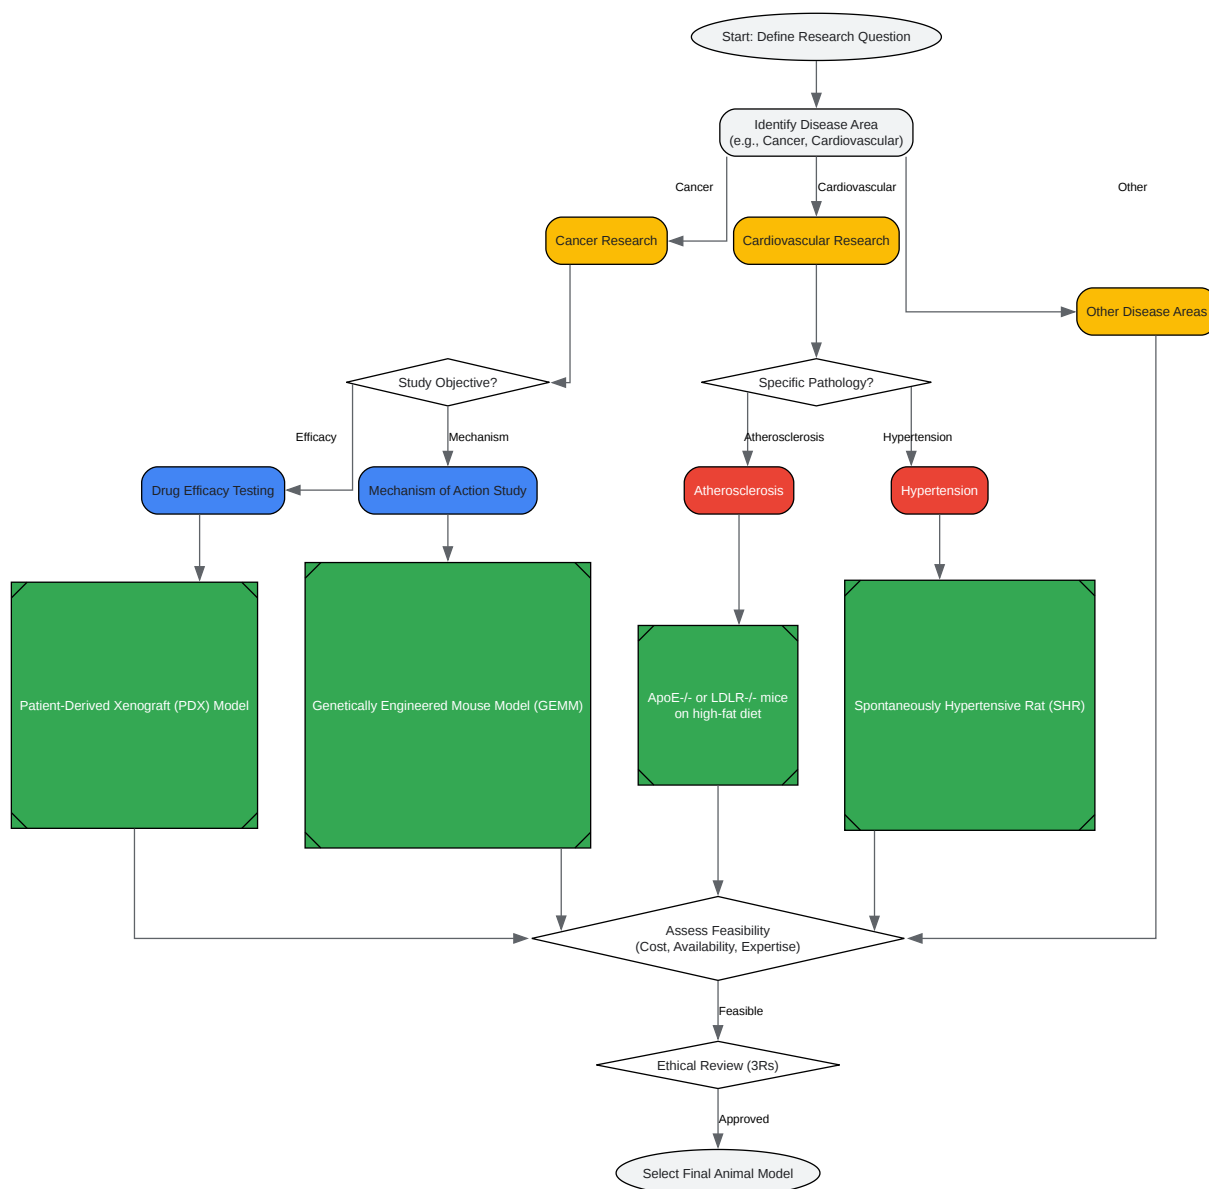 Start: Define Research Question
Identify Disease Area
(e.g., Cancer, Cardiovascular)
Cancer
Cardiovascular
Other
Cancer Research
Cardiovascular Research
Other Disease Areas
Study Objective?
Specific Pathology?
Efficacy
Mechanism
Atherosclerosis
Hypertension
Drug Efficacy Testing
Mechanism of Action Study
Atherosclerosis
Hypertension
Patient-Derived Xenograft (PDX) Model
Genetically Engineered Mouse Model (GEMM)
ApoE-/- or LDLR-/- mice
on high-fat diet
Spontaneously Hypertensive Rat (SHR)
Assess Feasibility
(Cost, Availability, Expertise)
Feasible
Ethical Review (3Rs)
Approved
Select Final Animal Model